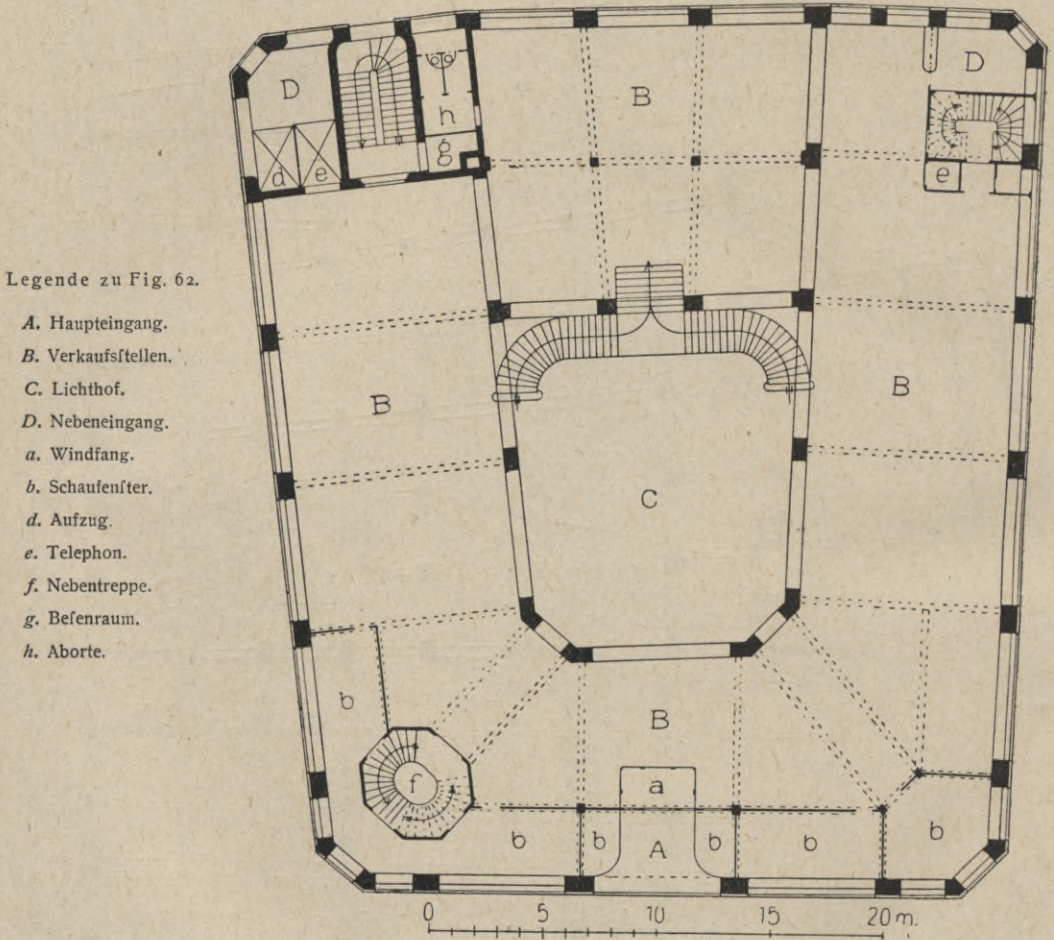 Legende zu Fig. 62.
A. Haupteingang.
B. Verkaufsſtellen.
C. Lichthof.
D. Nebeneingang.
a. Windfang.
b. Schaufenſter.
d. Aufzug.
e. Telephon.
f. Nebentreppe.
g. Beſenraum.
h. Aborte.
D
d
e
h
g
B
D
e
B
B
C
b
f
B
a
b
b
A
b
b
b
0 5 10 15 20 m.